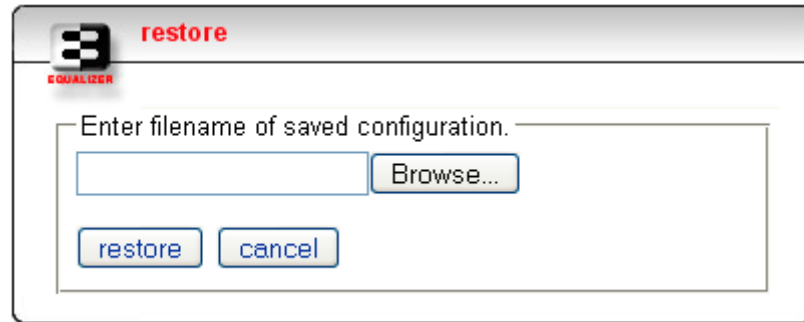 restore
EQUALIZER
Enter filename of saved configuration.
Browse...
restore cancel